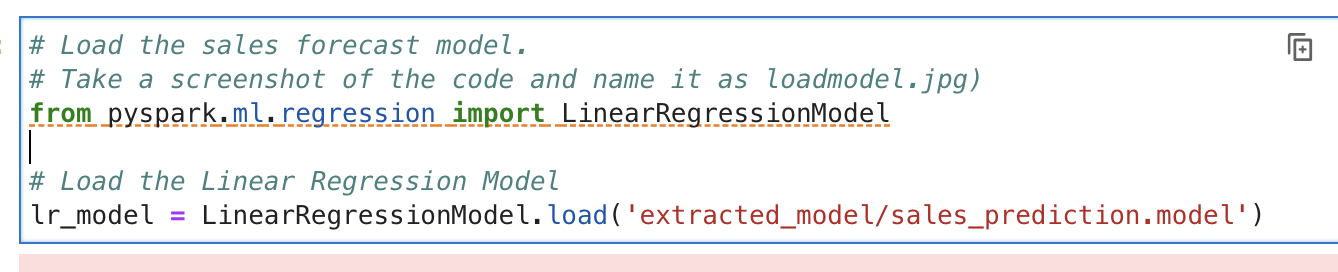 # Load the sales forecast model.
# Take a screenshot of the code and name it as loadmodel.jpg)
from pyspark.ml.regression import LinearRegressionModel
# Load the Linear Regression Model
lr_model = LinearRegressionModel.load('extracted_model/sales_prediction.model')